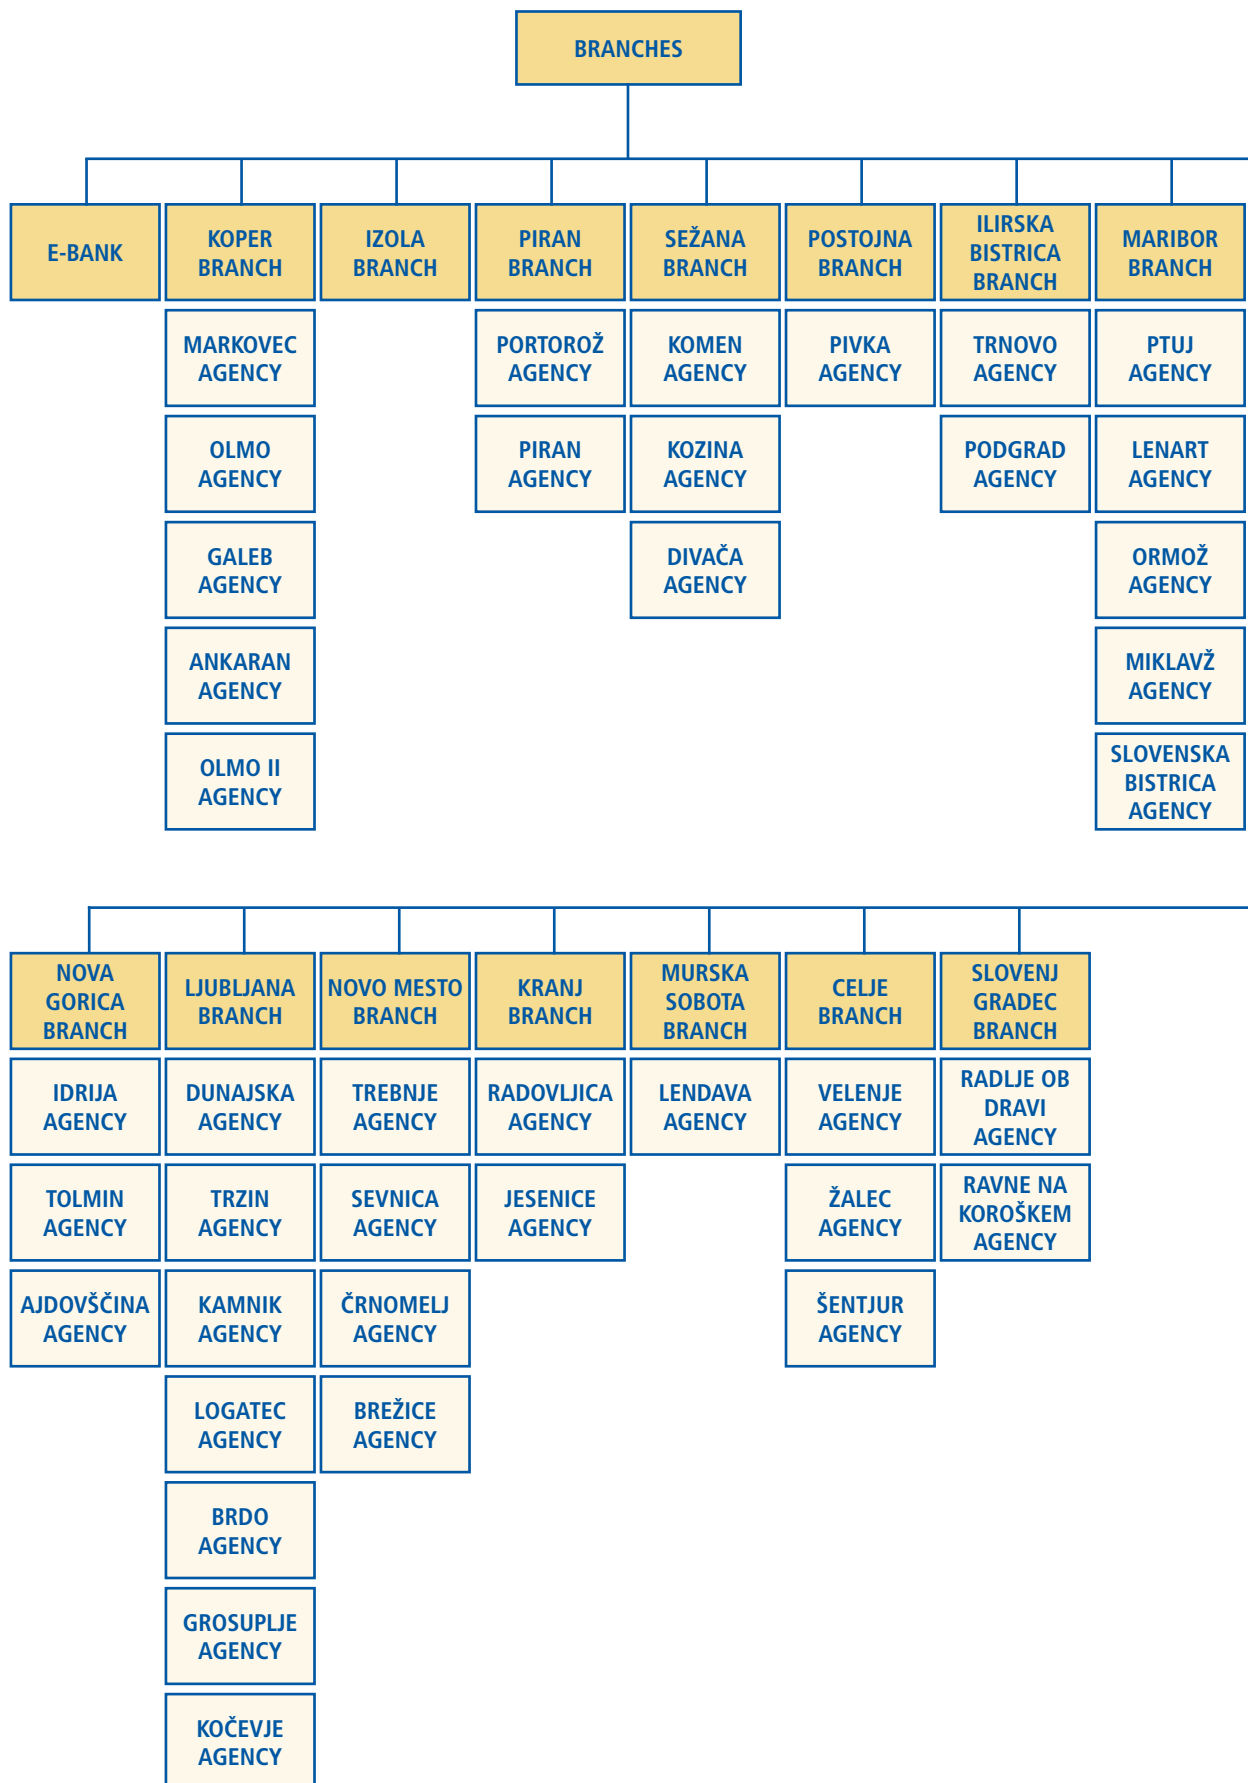 BRANCHES
E-BANK
KOPER
BRANCH
IZOLA
BRANCH
PIRAN
BRANCH
SEŽANA
BRANCH
POSTOJNA
BRANCH
ILIRSKA
BISTRICA
BRANCH
MARIBOR
BRANCH
MARKOVEC
AGENCY
PORTOROŽ
AGENCY
KOMEN
AGENCY
PIVKA
AGENCY
TRNOVO
AGENCY
PTUJ
AGENCY
OLMO
AGENCY
PIRAN
AGENCY
KOZINA
AGENCY
PODGRAD
AGENCY
LENART
AGENCY
GALEB
AGENCY
DIVAČA
AGENCY
ORMOŽ
AGENCY
ANKARAN
AGENCY
MIKLAVŽ
AGENCY
OLMO II
AGENCY
SLOVENSKA
BISTRICA
AGENCY
NOVA
GORICA
BRANCH
LJUBLJANA
BRANCH
NOVO MESTO
BRANCH
KRANJ
BRANCH
MURSKA
SOBOTA
BRANCH
CELJE
BRANCH
SLOVENJ
GRADEC
BRANCH
IDRIJA
AGENCY
DUNAJSKA
AGENCY
TREBNJE
AGENCY
RADOVLJICA
AGENCY
LENDAVA
AGENCY
VELENJE
AGENCY
RADLJE OB
DRAVI
AGENCY
TOLMIN
AGENCY
TRZIN
AGENCY
SEVNICA
AGENCY
JESENICE
AGENCY
ŽALEC
AGENCY
RAVNE NA
KOROŠKEM
AGENCY
AJDOVŠČINA
AGENCY
KAMNIK
AGENCY
ČRNOMELJ
AGENCY
ŠENTJUR
AGENCY
LOGATEC
AGENCY
BREŽICE
AGENCY
BRDO
AGENCY
GROSUPLJE
AGENCY
KOČEVJE
AGENCY